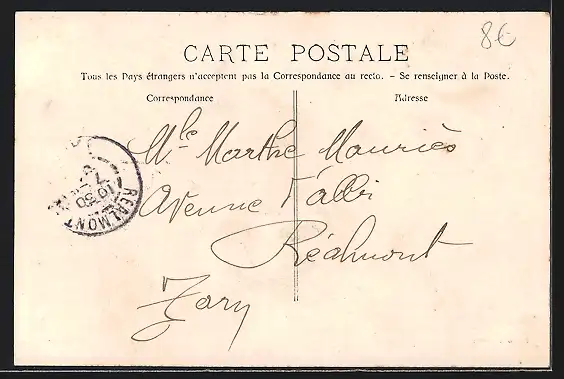 8€
CARTE POSTALE
Tous les Pays étrangers n'acceptent pas la Correspondance au recto. - Se renseigner à la Poste.
Correspondance
Adresse
Mlle Marthe Mauriès
Avenue d'Albi
Réalmont
Tarn
REALMONT
10 30
7